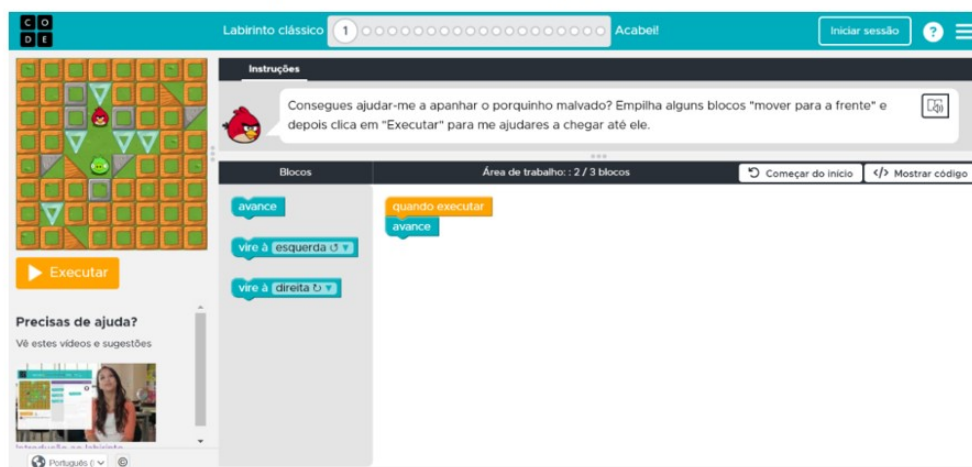 C O
D E
Labirinto clássico
1
Acabei!
Iniciar sessão
?
Instruções
Consegues ajudar-me a apanhar o porquinho malvado? Empilha alguns blocos "mover para a frente" e
depois clica em "Executar" para me ajudares a chegar até ele.
Blocos
Área de trabalho: : 2 / 3 blocos
Começar do início
</> Mostrar código
avance
vire à esquerda ↺ ▼
vire à direita ↻ ▼
quando executar
avance
Executar
Precisas de ajuda?
Vê estes vídeos e sugestões
Português (
©